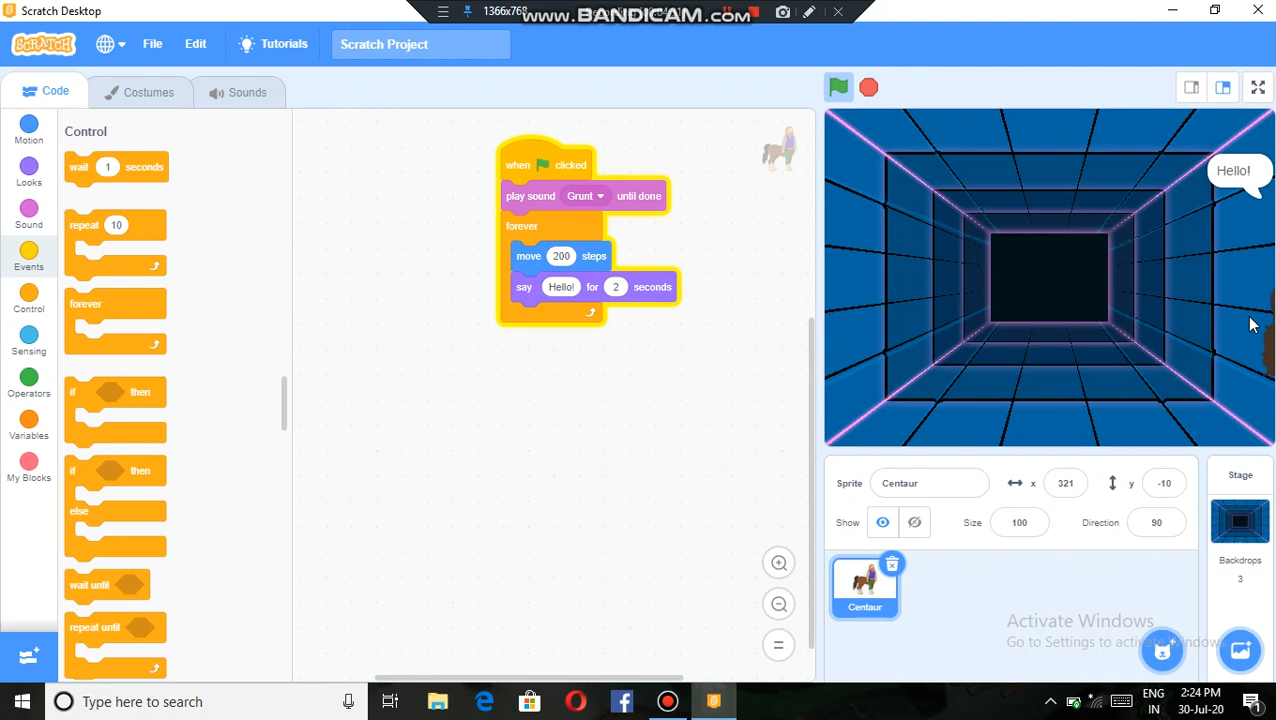 1366x768
www.BANDICAM.com
Scratch Desktop
SCRATCH
File
Edit
Tutorials
Scratch Project
Code
Costumes
Sounds
Motion
Looks
Sound
Events
Control
Sensing
Operators
Variables
My Blocks
Control
wait 1 seconds
repeat 10
forever
if then
if then
else
wait until
repeat until
when clicked
play sound Grunt until done
forever
move 200 steps
say Hello! for 2 seconds
Hello!
Sprite
Centaur
x 321
y -10
Show
Size 100
Direction 90
Centaur
Stage
Backdrops
3
Activate Windows
Go to Settings to activate Windows.
Type here to search
ENG
IN
2:24 PM
30-Jul-20
1